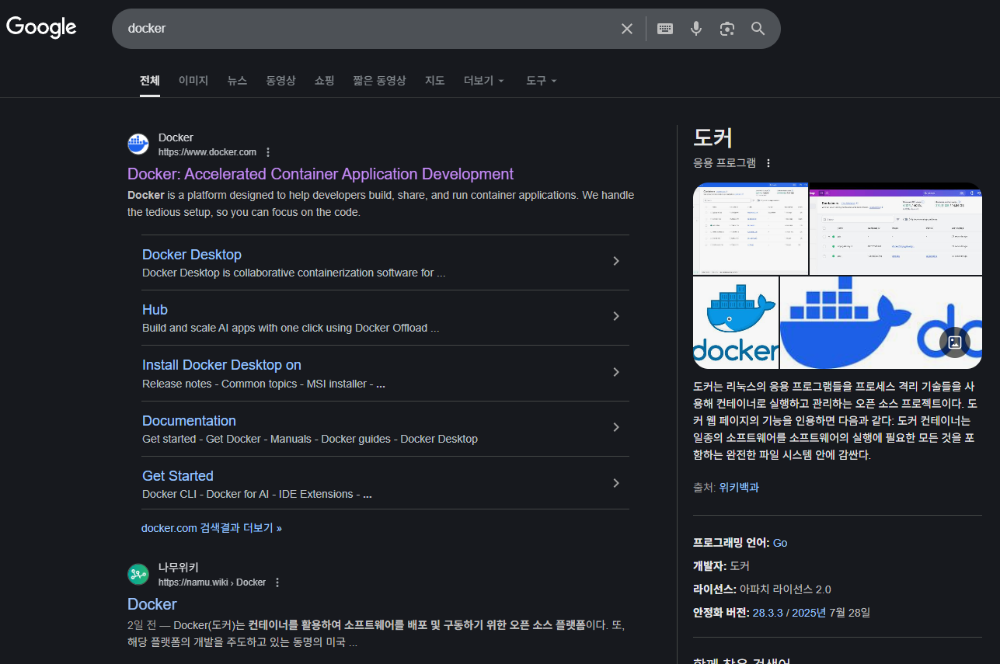 Google
docker
전체 이미지 뉴스 동영상 쇼핑 짧은 동영상 지도 더보기 도구
Docker
https://www.docker.com
Docker: Accelerated Container Application Development
Docker is a platform designed to help developers build, share, and run container applications. We handle
the tedious setup, so you can focus on the code.
Docker Desktop
Docker Desktop is collaborative containerization software for ...
Hub
Build and scale AI apps with one click using Docker Offload ...
Install Docker Desktop on
Release notes - Common topics - MSI installer - ...
Documentation
Get started - Get Docker - Manuals - Docker guides - Docker Desktop
Get Started
Docker CLI - Docker for AI - IDE Extensions - ...
docker.com 검색결과 더보기 »
나무위키
https://namu.wiki › Docker
Docker
2일 전 — Docker(도커)는 컨테이너를 활용하여 소프트웨어를 배포 및 구동하기 위한 오픈 소스 플랫폼이다. 또,
해당 플랫폼의 개발을 주도하고 있는 동명의 미국 ...
도커
응용 프로그램
Containers
Containers
docker
도커는 리눅스의 응용 프로그램들을 프로세스 격리 기술들을 사
용해 컨테이너로 실행하고 관리하는 오픈 소스 프로젝트이다. 도
커 웹 페이지의 기능을 인용하면 다음과 같다: 도커 컨테이너는
일종의 소프트웨어를 소프트웨어의 실행에 필요한 모든 것을 포
함하는 완전한 파일 시스템 안에 감싼다.
출처: 위키백과
프로그래밍 언어: Go
개발자: 도커
라이선스: 아파치 라이선스 2.0
안정화 버전: 28.3.3 / 2025년 7월 28일
함께 찾은 검색어